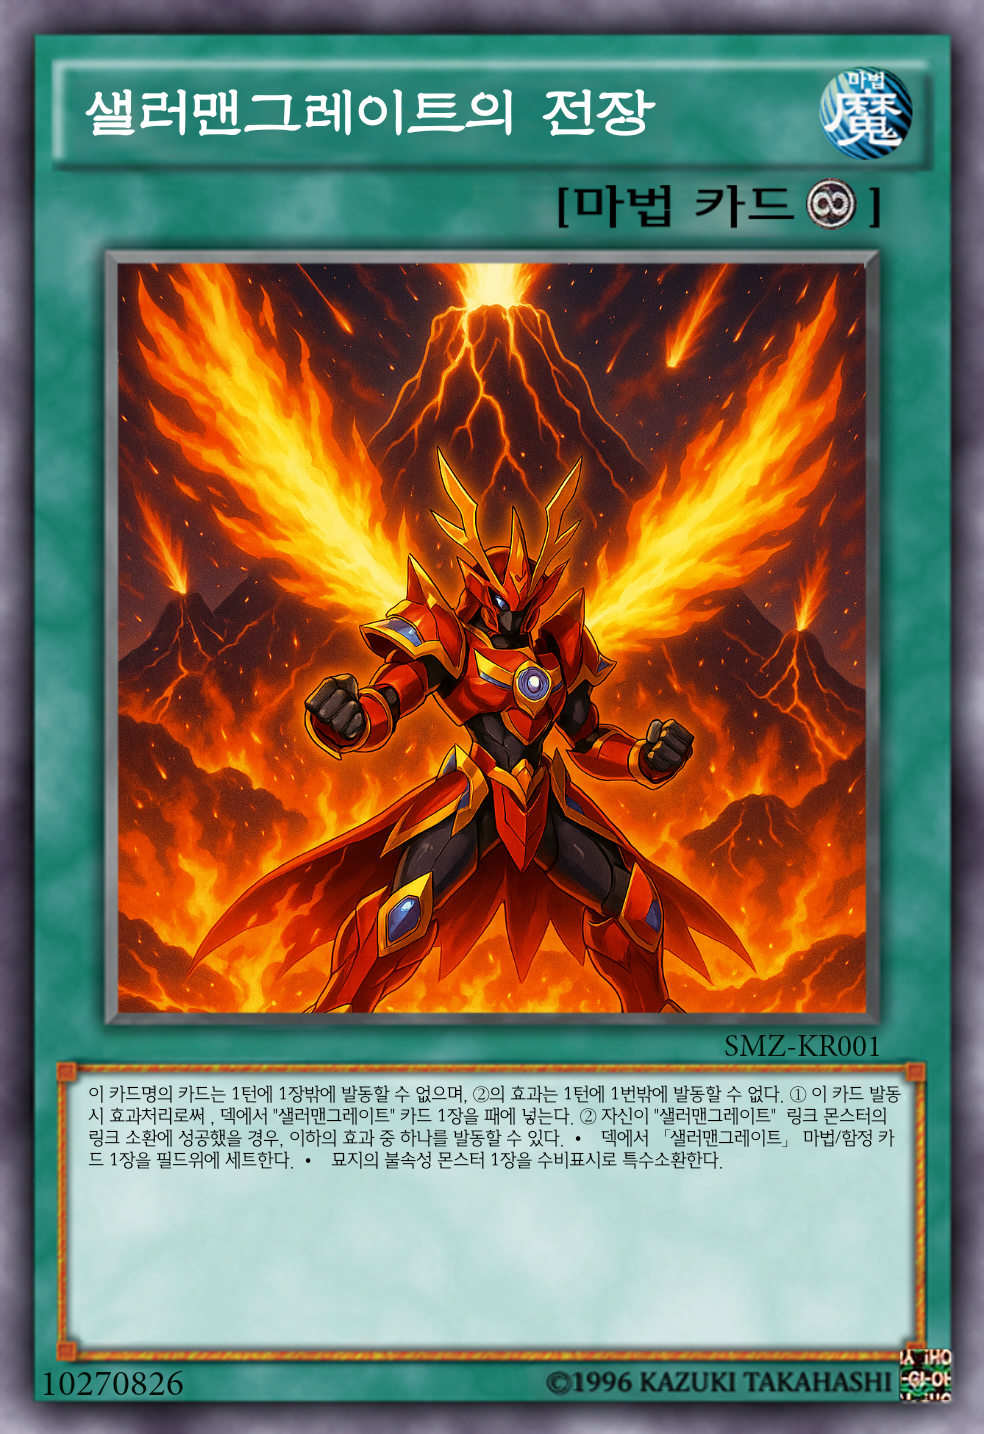 샐러맨그레이트의 전장
마법
魔
[마법 카드 ]
SMZ-KR001
이 카드명의 카드는 1턴에 1장밖에 발동할 수 없으며, ②의 효과는 1턴에 1번밖에 발동할 수 없다. ① 이 카드 발동
시 효과처리로써 , 덱에서 "샐러맨그레이트" 카드 1장을 패에 넣는다. ② 자신이 "샐러맨그레이트" 링크 몬스터의
링크 소환에 성공했을 경우, 이하의 효과 중 하나를 발동할 수 있다. • 덱에서 「샐러맨그레이트」 마법/함정 카
드 1장을 필드위에 세트한다. • 묘지의 불속성 몬스터 1장을 수비표시로 특수소환한다.
10270826
©1996 KAZUKI TAKAHASHI